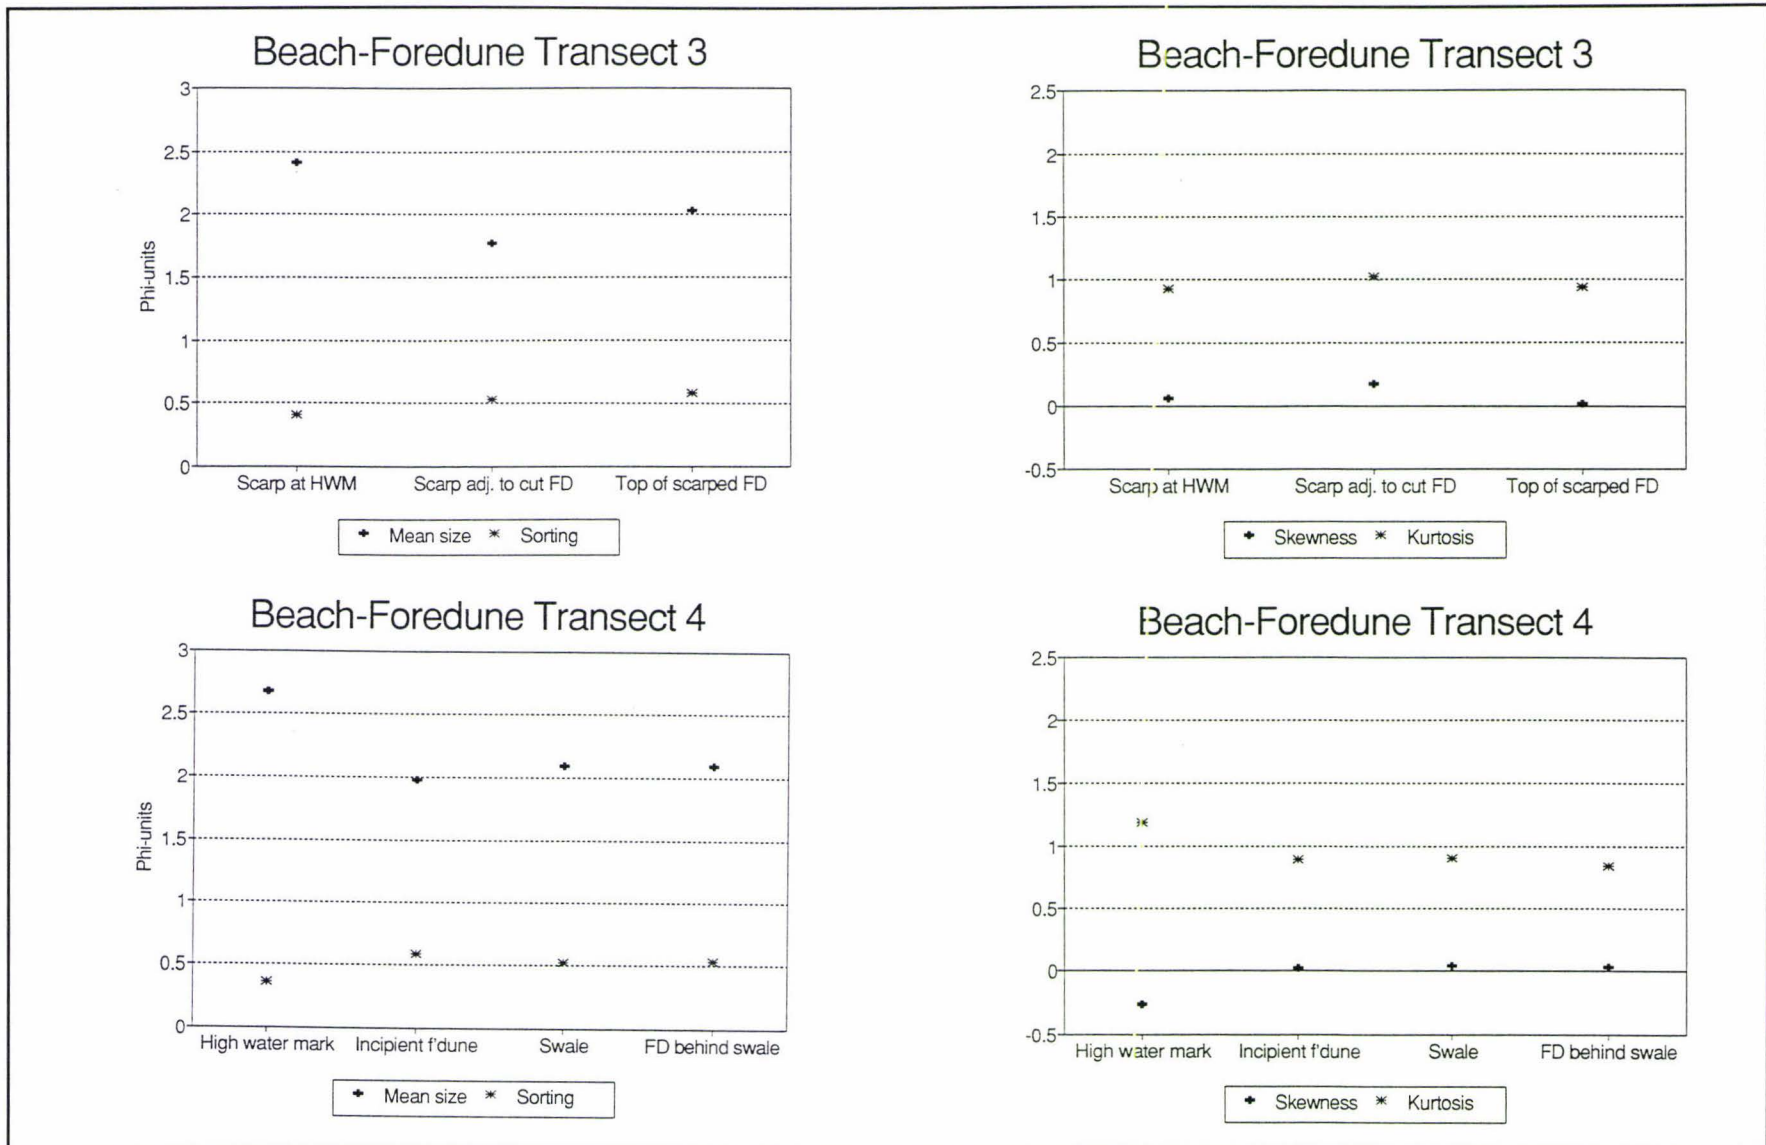 Beach-Foredune Transect 3
3
2.5
2
1.5
1
0.5
0
Phi-units
Scarp at HWM Scarp adj. to cut FD Top of scarped FD
Mean size Sorting
Beach-Foredune Transect 3
2.5
2
1.5
1
0.5
0
-0.5
Scarp at HWM Scarp adj. to cut FD Top of scarped FD
Skewness Kurtosis
Beach-Foredune Transect 4
3
2.5
2
1.5
1
0.5
0
Phi-units
High water mark Incipient f'dune Swale FD behind swale
Mean size Sorting
Beach-Foredune Transect 4
2.5
2
1.5
1
0.5
0
-0.5
High water mark Incipient f'dune Swale FD behind swale
Skewness Kurtosis